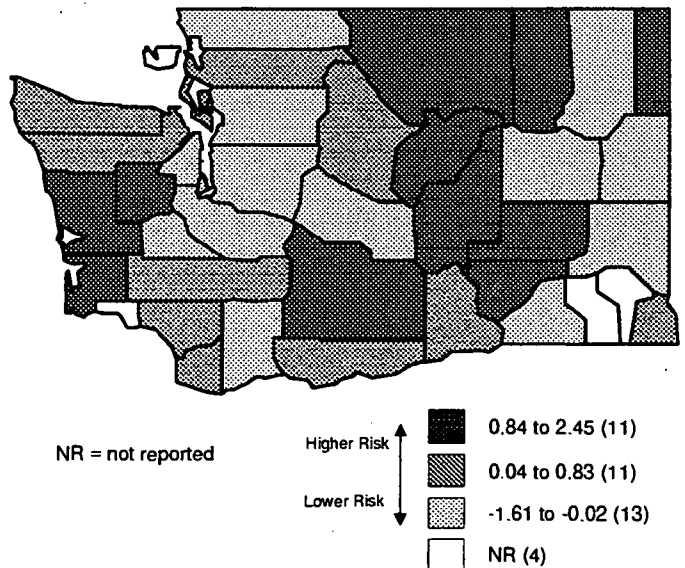 NR = not reported
Higher Risk
Lower Risk
0.84 to 2.45 (11)
0.04 to 0.83 (11)
-1.61 to -0.02 (13)
NR (4)